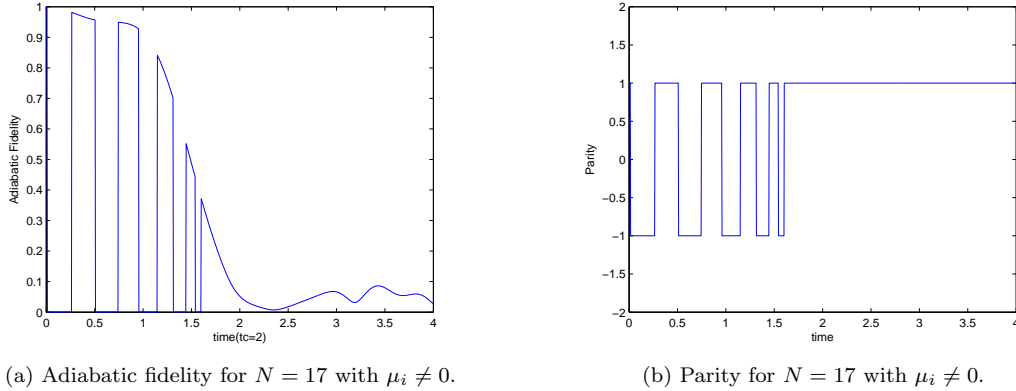 1
0.9
0.8
0.7
0.6
0.5
0.4
0.3
0.2
0.1
0
Adiabatic Fidelity
0 0.5 1 1.5 2 2.5 3 3.5 4
time(tc=2)
(a) Adiabatic fidelity for N = 17 with μi ≠ 0.
2
1.5
1
0.5
0
−0.5
−1
−1.5
−2
Parity
0 0.5 1 1.5 2 2.5 3 3.5 4
time
(b) Parity for N = 17 with μi ≠ 0.